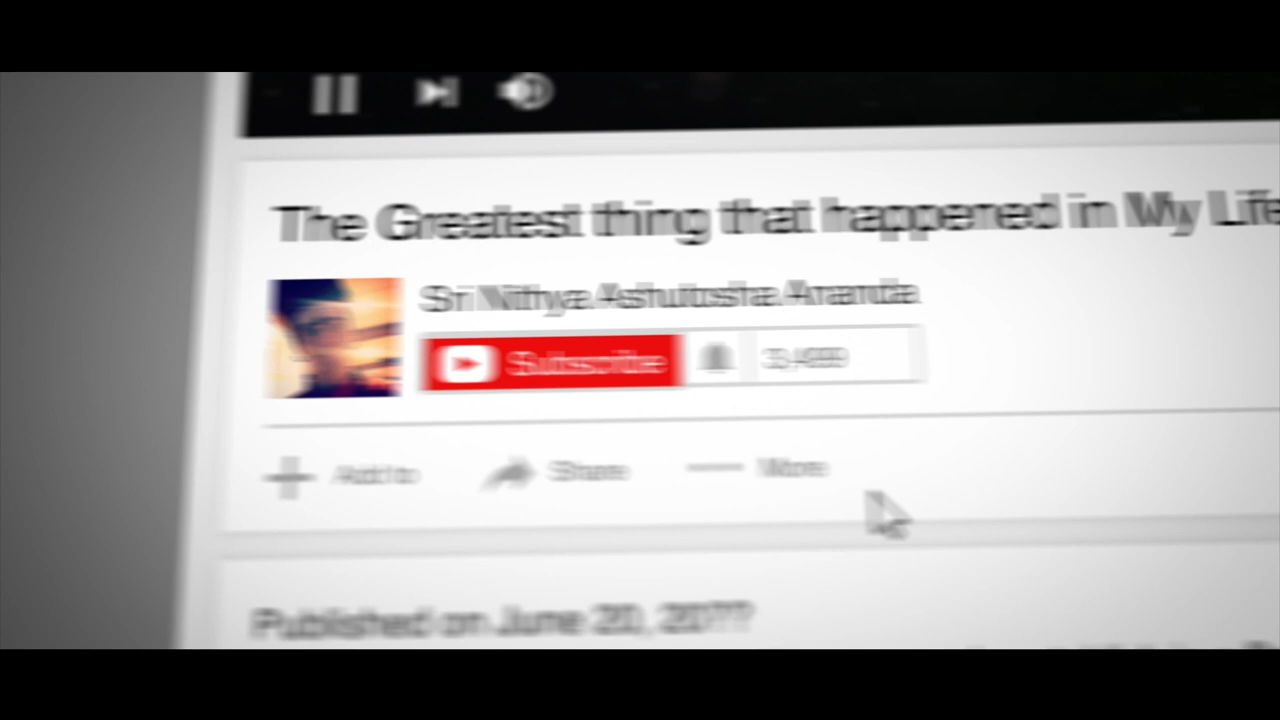 The Greatest thing that happened in My Life
Sri Nithya Ashutosha Ananda
Subscribe
Add to Share More
Published on June 20, 20??